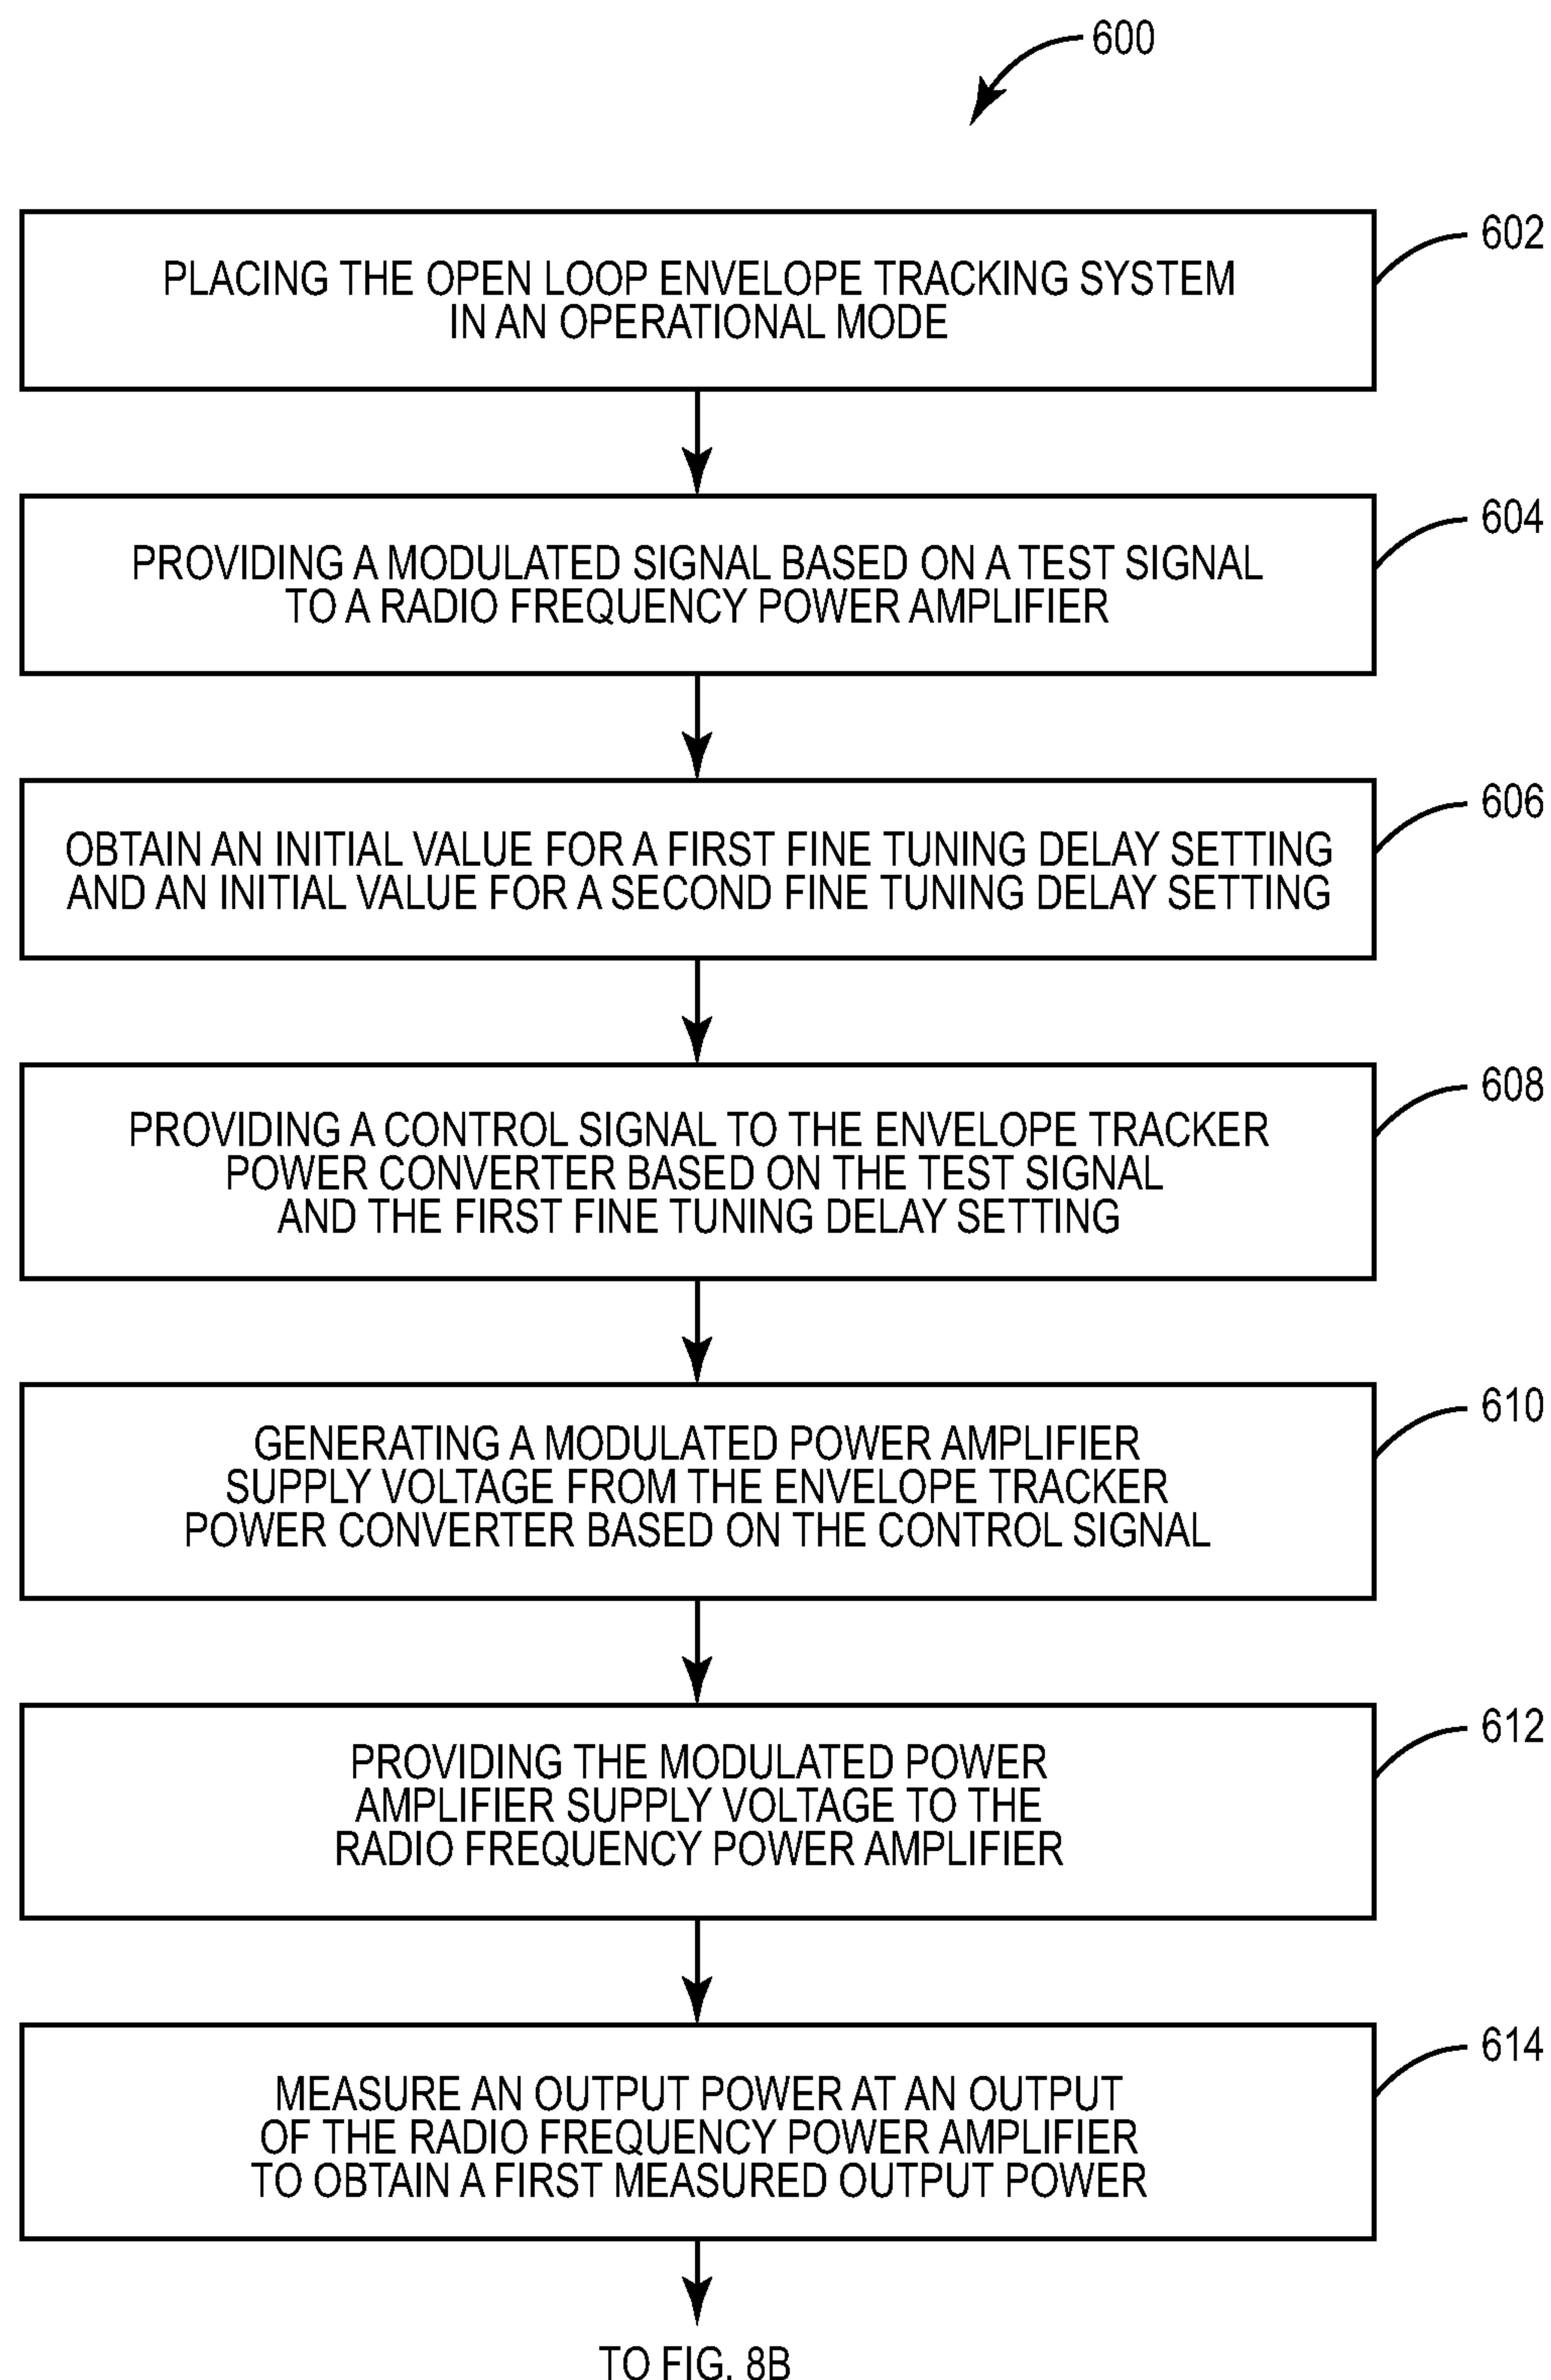 600
602
PLACING THE OPEN LOOP ENVELOPE TRACKING SYSTEM
IN AN OPERATIONAL MODE
604
PROVIDING A MODULATED SIGNAL BASED ON A TEST SIGNAL
TO A RADIO FREQUENCY POWER AMPLIFIER
606
OBTAIN AN INITIAL VALUE FOR A FIRST FINE TUNING DELAY SETTING
AND AN INITIAL VALUE FOR A SECOND FINE TUNING DELAY SETTING
608
PROVIDING A CONTROL SIGNAL TO THE ENVELOPE TRACKER
POWER CONVERTER BASED ON THE TEST SIGNAL
AND THE FIRST FINE TUNING DELAY SETTING
610
GENERATING A MODULATED POWER AMPLIFIER
SUPPLY VOLTAGE FROM THE ENVELOPE TRACKER
POWER CONVERTER BASED ON THE CONTROL SIGNAL
612
PROVIDING THE MODULATED POWER
AMPLIFIER SUPPLY VOLTAGE TO THE
RADIO FREQUENCY POWER AMPLIFIER
614
MEASURE AN OUTPUT POWER AT AN OUTPUT
OF THE RADIO FREQUENCY POWER AMPLIFIER
TO OBTAIN A FIRST MEASURED OUTPUT POWER
TO FIG. 8B